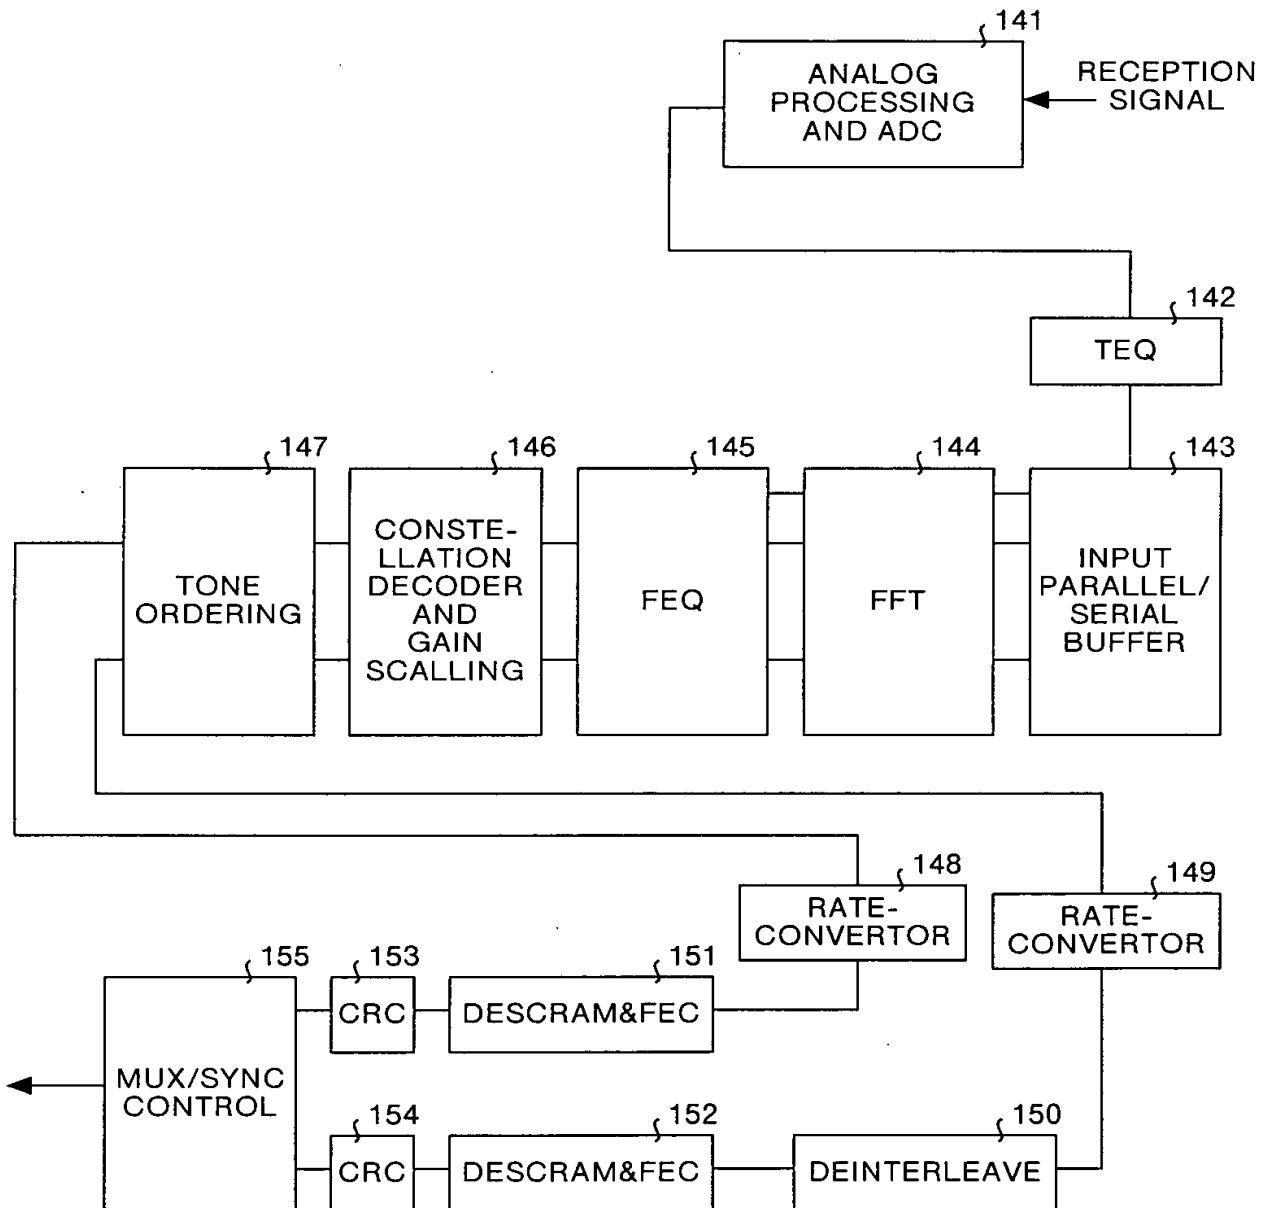 141
ANALOG
PROCESSING
AND ADC
RECEPTION
SIGNAL
142
TEQ
147
146
145
144
143
TONE
ORDERING
CONSTE-
LLATION
DECODER
AND
GAIN
SCALLING
FEQ
FFT
INPUT
PARALLEL/
SERIAL
BUFFER
148
RATE-
CONVERTOR
149
RATE-
CONVERTOR
155
153
151
CRC
DESCRAM&FEC
MUX/SYNC
CONTROL
154
152
150
CRC
DESCRAM&FEC
DEINTERLEAVE